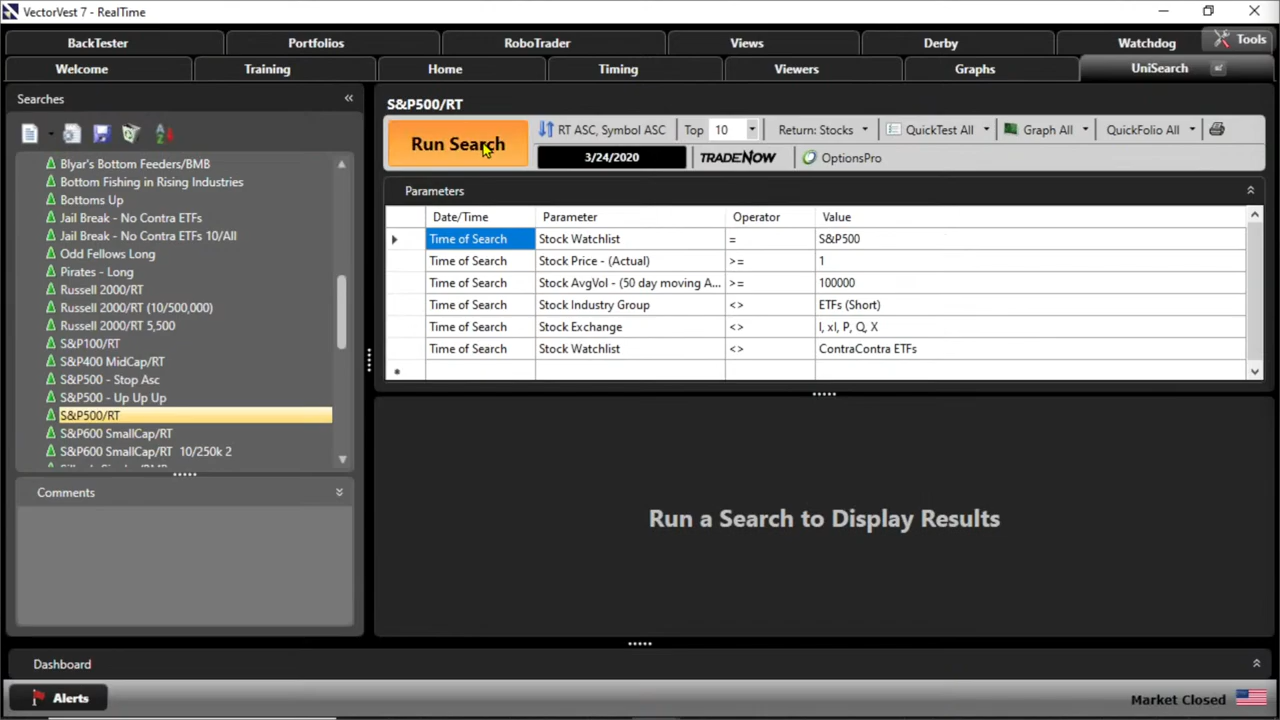 VectorVest 7 - RealTime
BackTester Portfolios RoboTrader Views Derby Watchdog Tools
Welcome Training Home Timing Viewers Graphs UniSearch
Searches
Blyar's Bottom Feeders/BMB
Bottom Fishing in Rising Industries
Bottoms Up
Jail Break - No Contra ETFs
Jail Break - No Contra ETFs 10/All
Odd Fellows Long
Pirates - Long
Russell 2000/RT
Russell 2000/RT (10/500,000)
Russell 2000/RT 5,500
S&P100/RT
S&P400 MidCap/RT
S&P500 - Stop Asc
S&P500 - Up Up Up
S&P500/RT
S&P600 SmallCap/RT
S&P600 SmallCap/RT 10/250k 2
Comments
S&P500/RT
Run Search
RT ASC, Symbol ASC Top 10 Return: Stocks QuickTest All Graph All QuickFolio All
3/24/2020 TRADENOW OptionsPro
Parameters
Date/Time Parameter Operator Value
Time of Search Stock Watchlist = S&P500
Time of Search Stock Price - (Actual) >= 1
Time of Search Stock AvgVol - (50 day moving A... >= 100000
Time of Search Stock Industry Group <> ETFs (Short)
Time of Search Stock Exchange <> I, xI, P, Q, X
Time of Search Stock Watchlist <> ContraContra ETFs
Run a Search to Display Results
Dashboard
Alerts
Market Closed